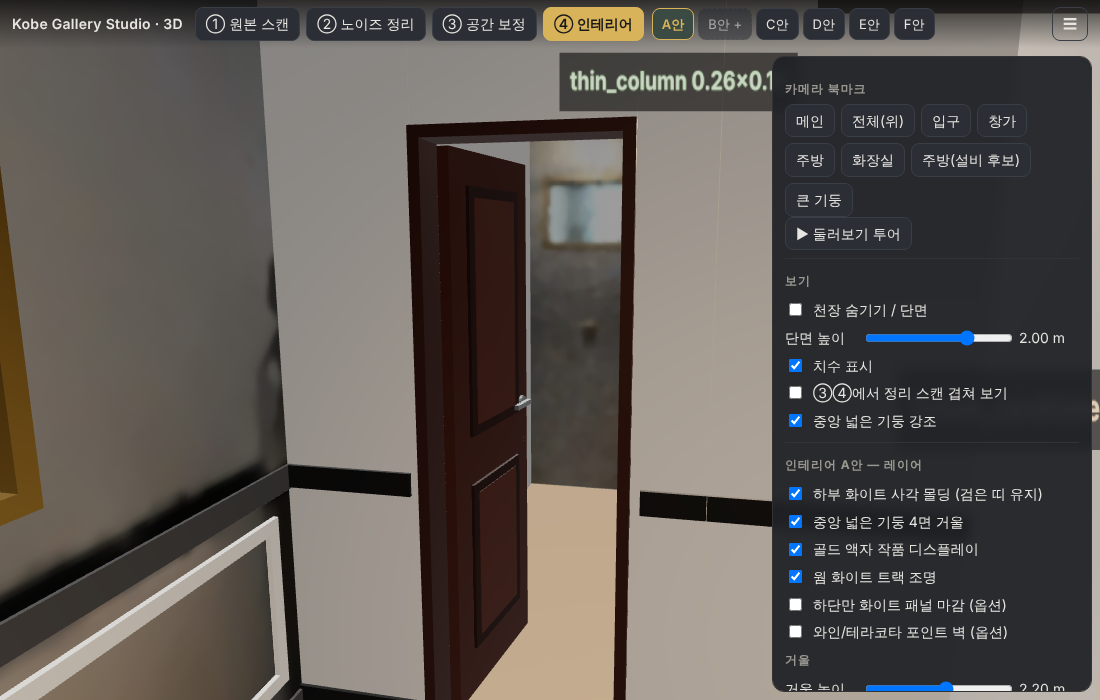 Kobe Gallery Studio · 3D ① 원본 스캔 ② 노이즈 정리 ③ 공간 보정 ④ 인테리어 A안 B안 + C안 D안 E안 F안 ☰
thin_column 0.26×0.1
카메라 북마크
메인 전체(위) 입구 창가
주방 화장실 주방(설비 후보)
큰 기둥
▶ 둘러보기 투어
보기
천장 숨기기 / 단면
단면 높이 2.00 m
치수 표시
③④에서 정리 스캔 겹쳐 보기
중앙 넓은 기둥 강조
인테리어 A안 — 레이어
하부 화이트 사각 몰딩 (검은 띠 유지)
중앙 넓은 기둥 4면 거울
골드 액자 작품 디스플레이
웜 화이트 트랙 조명
하단만 화이트 패널 마감 (옵션)
와인/테라코타 포인트 벽 (옵션)
거울
거울 높이 2.20 m